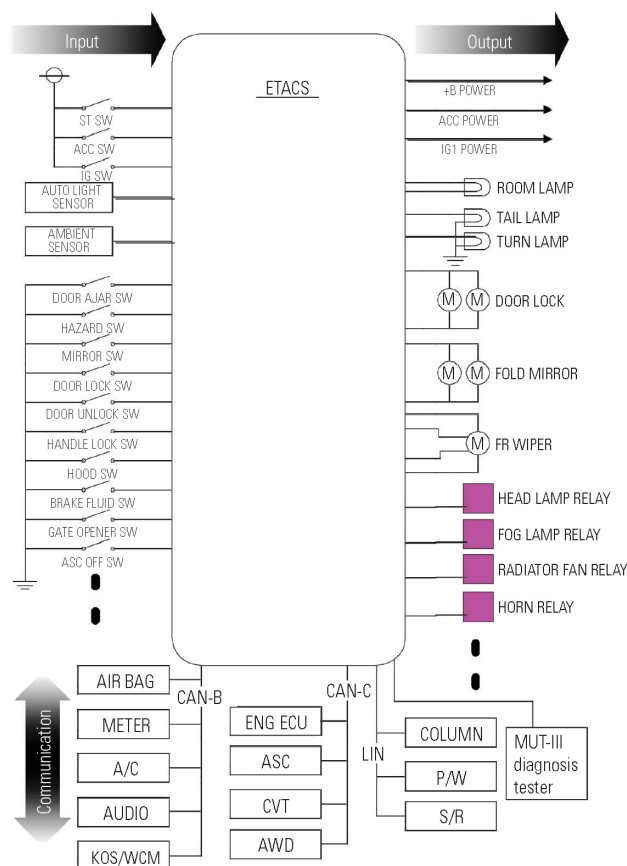 Input
Output
ETACS
ST SW
ACC SW
IG SW
AUTO LIGHT
SENSOR
AMBIENT
SENSOR
DOOR AJAR SW
HAZARD SW
MIRROR SW
DOOR LOCK SW
DOOR UNLOCK SW
HANDLE LOCK SW
HOOD SW
BRAKE FLUID SW
GATE OPENER SW
ASC OFF SW
+B POWER
ACC POWER
IG1 POWER
ROOM LAMP
TAIL LAMP
TURN LAMP
M
M
DOOR LOCK
M
M
FOLD MIRROR
M
FR WIPER
HEAD LAMP RELAY
FOG LAMP RELAY
RADIATOR FAN RELAY
HORN RELAY
Communication
AIR BAG
METER
A/C
AUDIO
KOS/WCM
CAN-B
ENG ECU
ASC
CVT
AWD
CAN-C
LIN
COLUMN
P/W
S/R
MUT-III
diagnosis
tester